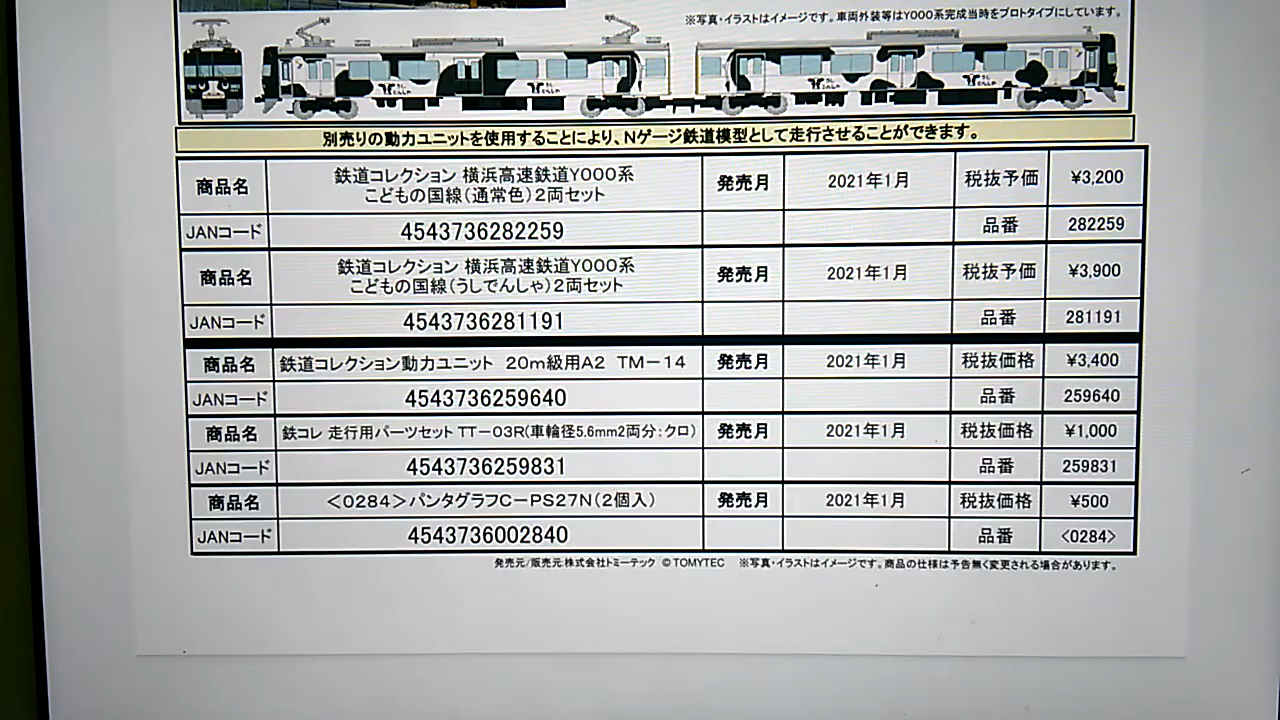 ※写真・イラストはイメージです。車両外装等はY000系完成当時をプロトタイプにしています。
別売りの動力ユニットを使用することにより、Nゲージ鉄道模型として走行させることができます。
商品名 鉄道コレクション 横浜高速鉄道Y000系 こどもの国線(通常色)2両セット 発売月 2021年1月 税抜予価 ¥3,200
JANコード 4543736282259 品番 282259
商品名 鉄道コレクション 横浜高速鉄道Y000系 こどもの国線(うしでんしゃ)2両セット 発売月 2021年1月 税抜予価 ¥3,900
JANコード 4543736281191 品番 281191
商品名 鉄道コレクション動力ユニット 20m級用A2 TM-14 発売月 2021年1月 税抜価格 ¥3,400
JANコード 4543736259640 品番 259640
商品名 鉄コレ 走行用パーツセット TT-03R(車輪径5.6mm2両分:クロ) 発売月 2021年1月 税抜価格 ¥1,000
JANコード 4543736259831 品番 259831
商品名 <0284>パンタグラフC-PS27N(2個入) 発売月 2021年1月 税抜価格 ¥500
JANコード 4543736002840 品番 <0284>
発売元/販売元:株式会社トミーテック ©TOMYTEC ※写真・イラストはイメージです。商品の仕様は予告無く変更される場合があります。